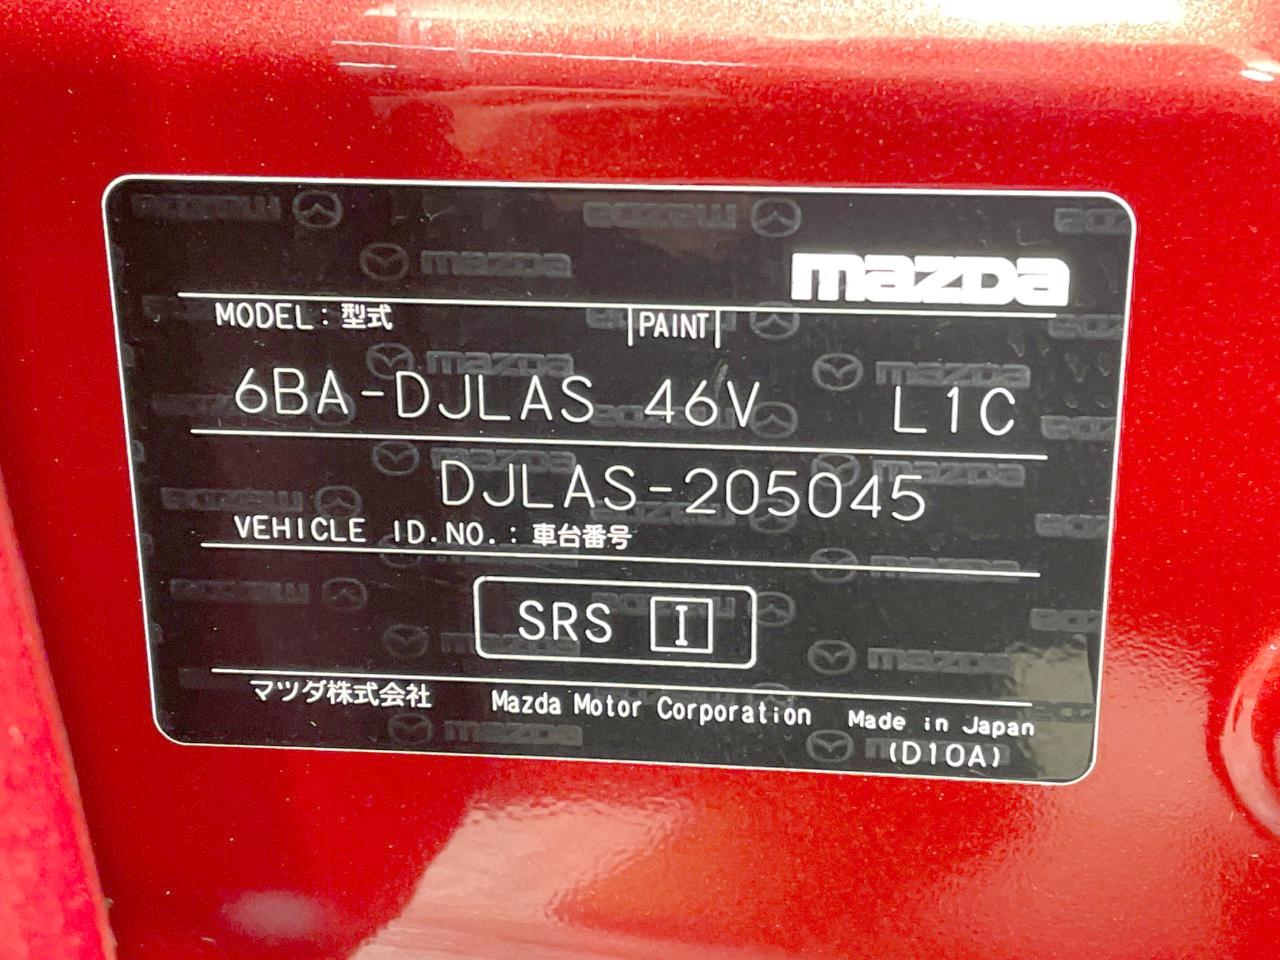 mazda
MODEL：型式 PAINT
6BA-DJLAS 46V L1C
DJLAS-205045
VEHICLE ID.NO.：車台番号
SRS I
マツダ株式会社 Mazda Motor Corporation Made in Japan
(D10A)